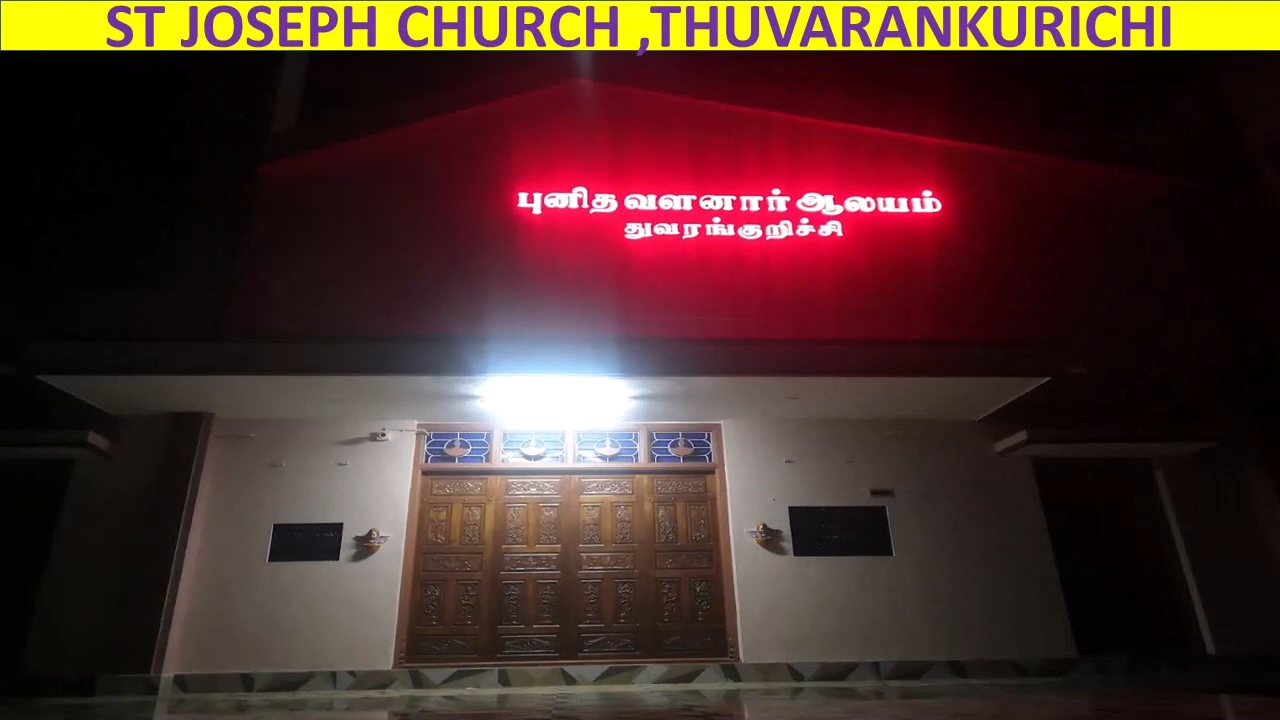 ST JOSEPH CHURCH ,THUVARANKURICHI
புனித வளனார் ஆலயம்
துவரங்குறிச்சி